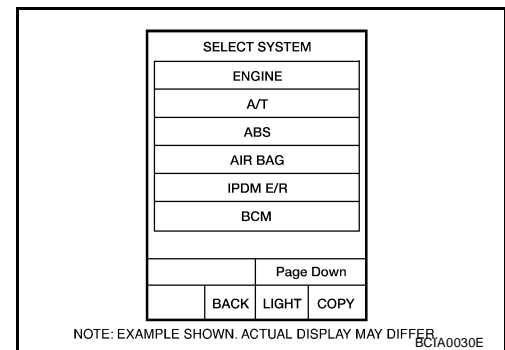 SELECT SYSTEM
ENGINE
A/T
ABS
AIR BAG
IPDM E/R
BCM
Page Down
BACK LIGHT COPY
NOTE: EXAMPLE SHOWN. ACTUAL DISPLAY MAY DIFFER.
BCIA0030E